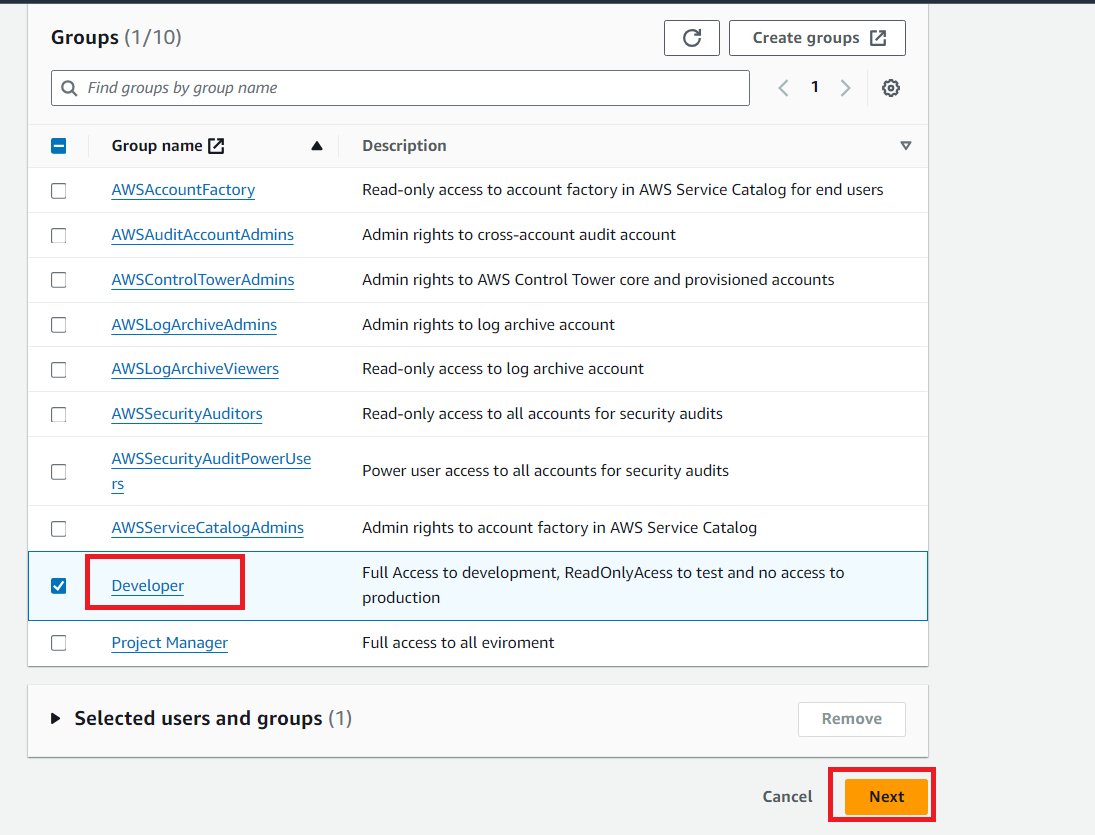 Groups (1/10)
Create groups
Find groups by group name
1
Group name
Description
AWSAccountFactory
Read-only access to account factory in AWS Service Catalog for end users
AWSAuditAccountAdmins
Admin rights to cross-account audit account
AWSControlTowerAdmins
Admin rights to AWS Control Tower core and provisioned accounts
AWSLogArchiveAdmins
Admin rights to log archive account
AWSLogArchiveViewers
Read-only access to log archive account
AWSSecurityAuditors
Read-only access to all accounts for security audits
AWSSecurityAuditPowerUse
rs
Power user access to all accounts for security audits
AWSServiceCatalogAdmins
Admin rights to account factory in AWS Service Catalog
Developer
Full Access to development, ReadOnlyAcess to test and no access to
production
Project Manager
Full access to all eviroment
Selected users and groups (1)
Remove
Cancel
Next